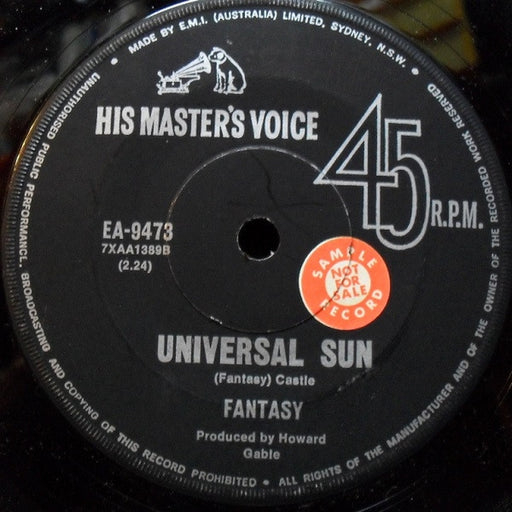 MADE BY E.M.I. (AUSTRALIA) LIMITED, SYDNEY, N.S.W. •
UNAUTHORISED PUBLIC PERFORMANCE, BROADCASTING AND COPYING OF THIS RECORD PROHIBITED • ALL RIGHTS OF THE MANUFACTURER AND OF THE OWNER OF THE RECORDED WORK RESERVED •
HIS MASTER'S VOICE
45 R.P.M.
EA-9473
7XAA1389B
(2.24)
SAMPLE
NOT
FOR
SALE
RECORD
UNIVERSAL SUN
(Fantasy) Castle
FANTASY
Produced by Howard
Gable